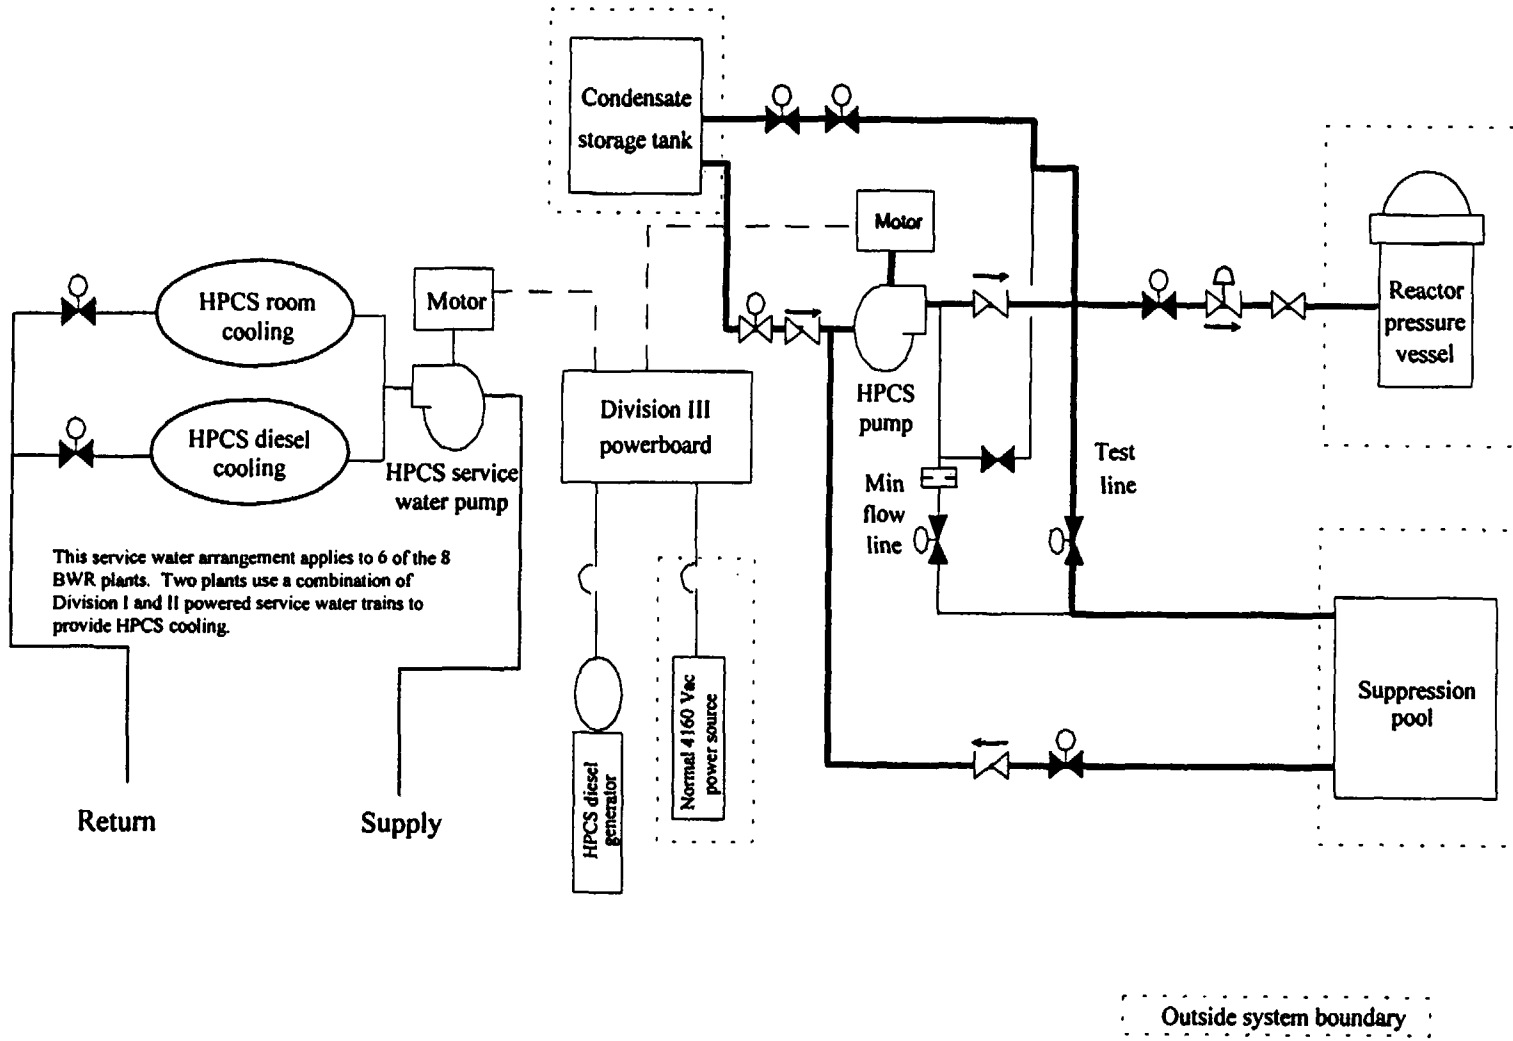 Condensate
storage tank
Motor
HPCS room
cooling
Motor
Reactor
pressure
vessel
HPCS
pump
Division III
powerboard
HPCS diesel
cooling
HPCS service
water pump
Min
flow
line
Test
line
This service water arrangement applies to 6 of the 8
BWR plants. Two plants use a combination of
Division I and II powered service water trains to
provide HPCS cooling.
Suppression
pool
HPCS diesel
generator
Normal 4160 Vac
power source
Return
Supply
Outside system boundary